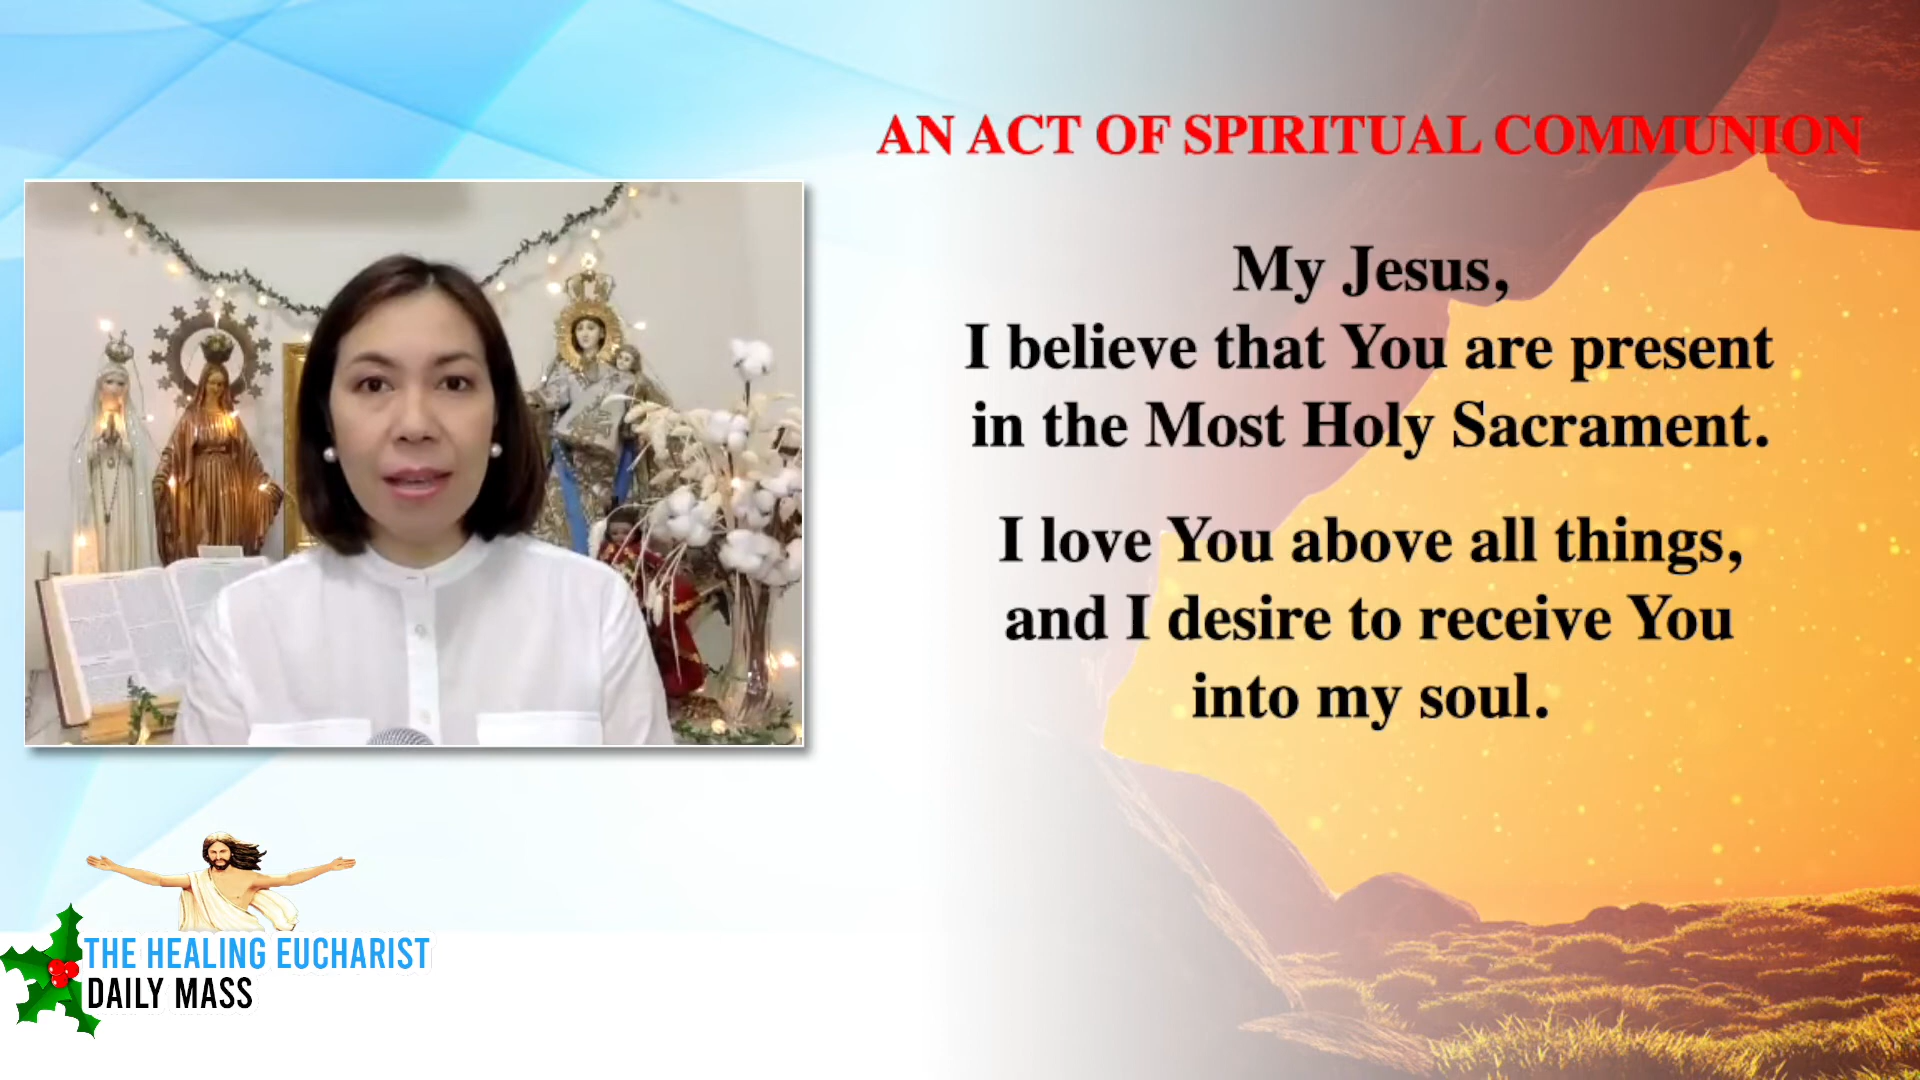 AN ACT OF SPIRITUAL COMMUNION
My Jesus,
I believe that You are present
in the Most Holy Sacrament.
I love You above all things,
and I desire to receive You
into my soul.
THE HEALING EUCHARIST
DAILY MASS